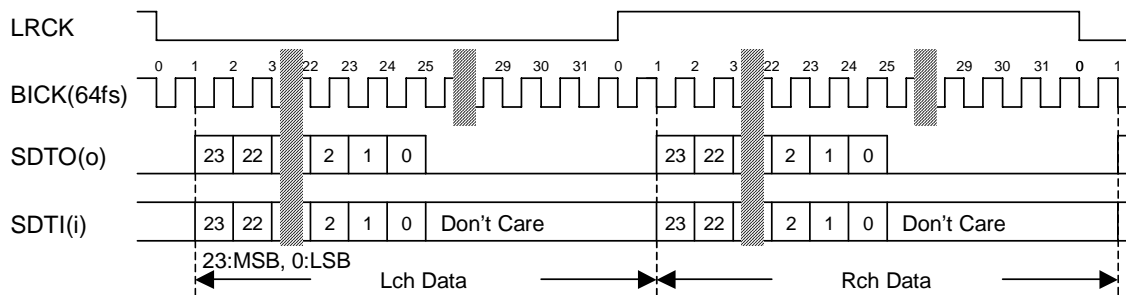 LRCK
0 1 2 3 22 23 24 25 29 30 31 0 1 2 3 22 23 24 25 29 30 31 0 1
BICK(64fs)
SDTO(o) 23 22 2 1 0 23 22 2 1 0
SDTI(i) 23 22 2 1 0 Don't Care 23 22 2 1 0 Don't Care
23:MSB, 0:LSB
Lch Data Rch Data